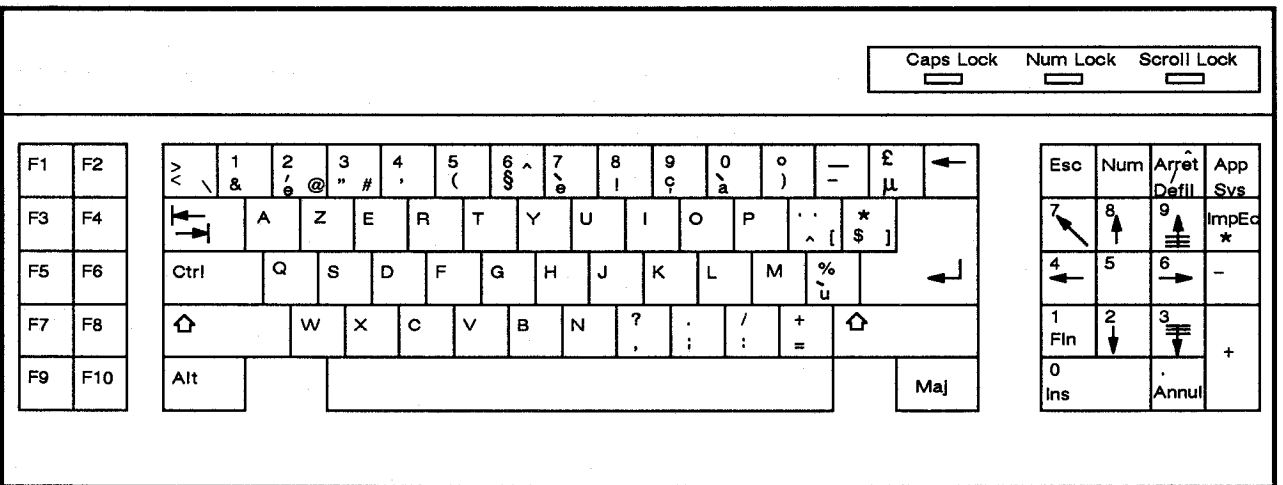 Caps Lock Num Lock Scroll Lock
F1 F2 > 1 2 3 4 5 6 ^ 7 8 9 0 ° — £ Esc Num Arrêt App
< \ & é @ " # ' ( § è ! ç à ) - µ / Defil Sys
F3 F4 A Z E R T Y U I O P ¨ * 7 8 9 ImpEc
^ [ $ ] *
F5 F6 Ctrl Q S D F G H J K L M % 4 5 6 -
ù
F7 F8 W X C V B N ? . / + 1 2 3
, ; : = Fin +
F9 F10 Alt Maj 0 .
Ins Annul